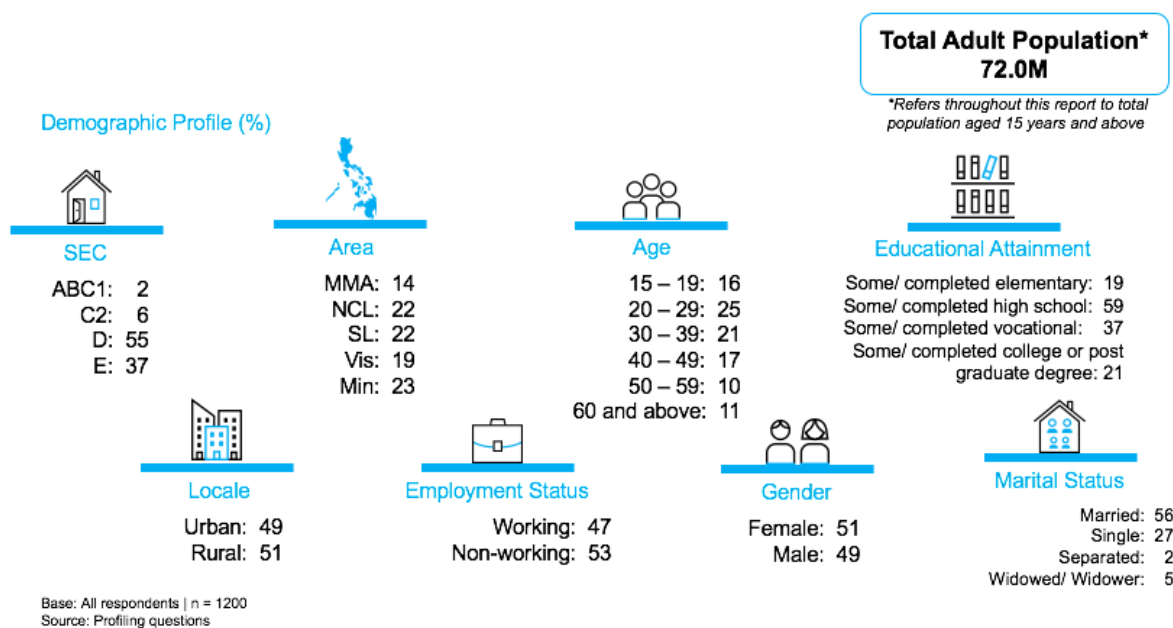 Total Adult Population*
72.0M
*Refers throughout this report to total
population aged 15 years and above
Demographic Profile (%)
SEC
ABC1: 2
C2: 6
D: 55
E: 37
Area
MMA: 14
NCL: 22
SL: 22
Vis: 19
Min: 23
Age
15 – 19: 16
20 – 29: 25
30 – 39: 21
40 – 49: 17
50 – 59: 10
60 and above: 11
Educational Attainment
Some/ completed elementary: 19
Some/ completed high school: 59
Some/ completed vocational: 37
Some/ completed college or post
graduate degree: 21
Locale
Urban: 49
Rural: 51
Employment Status
Working: 47
Non-working: 53
Gender
Female: 51
Male: 49
Marital Status
Married: 56
Single: 27
Separated: 2
Widowed/ Widower: 5
Base: All respondents | n = 1200
Source: Profiling questions